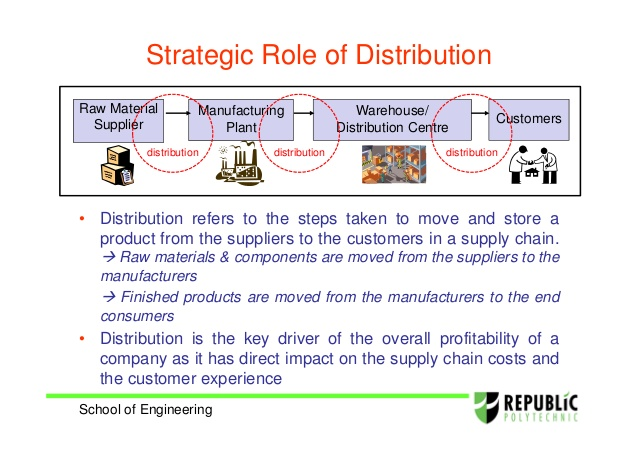 Strategic Role of Distribution
Raw Material
Supplier
Manufacturing
Plant
Warehouse/
Distribution Centre
Customers
distribution
distribution
distribution
• Distribution refers to the steps taken to move and store a
product from the suppliers to the customers in a supply chain.
→ Raw materials & components are moved from the suppliers to the
manufacturers
→ Finished products are moved from the manufacturers to the end
consumers
• Distribution is the key driver of the overall profitability of a
company as it has direct impact on the supply chain costs and
the customer experience
School of Engineering
REPUBLIC
POLYTECHNIC